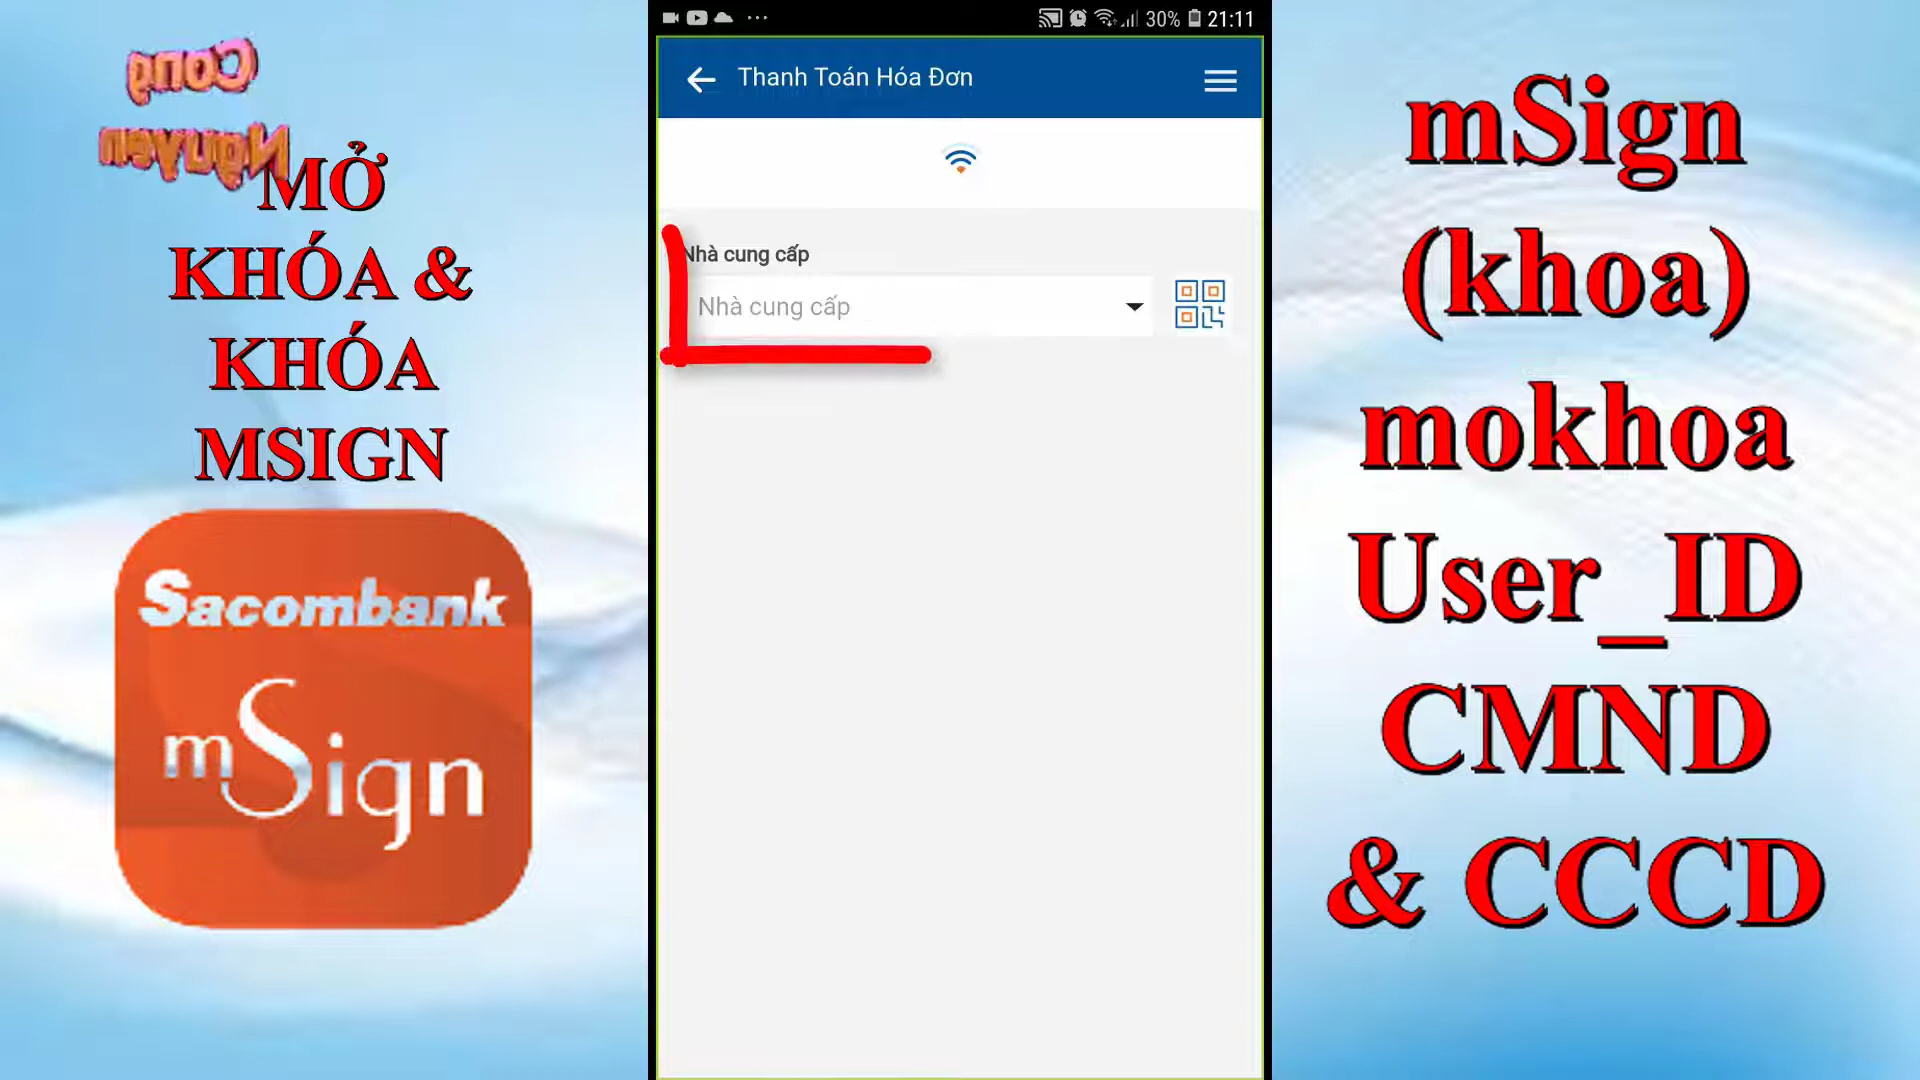 Cong
Nguyen
MỞ
KHÓA &
KHÓA
MSIGN
Sacombank
mSign
30% 21:11
Thanh Toán Hóa Đơn
Nhà cung cấp
Nhà cung cấp
mSign
(khoa)
mokhoa
User_ID
CMND
& CCCD